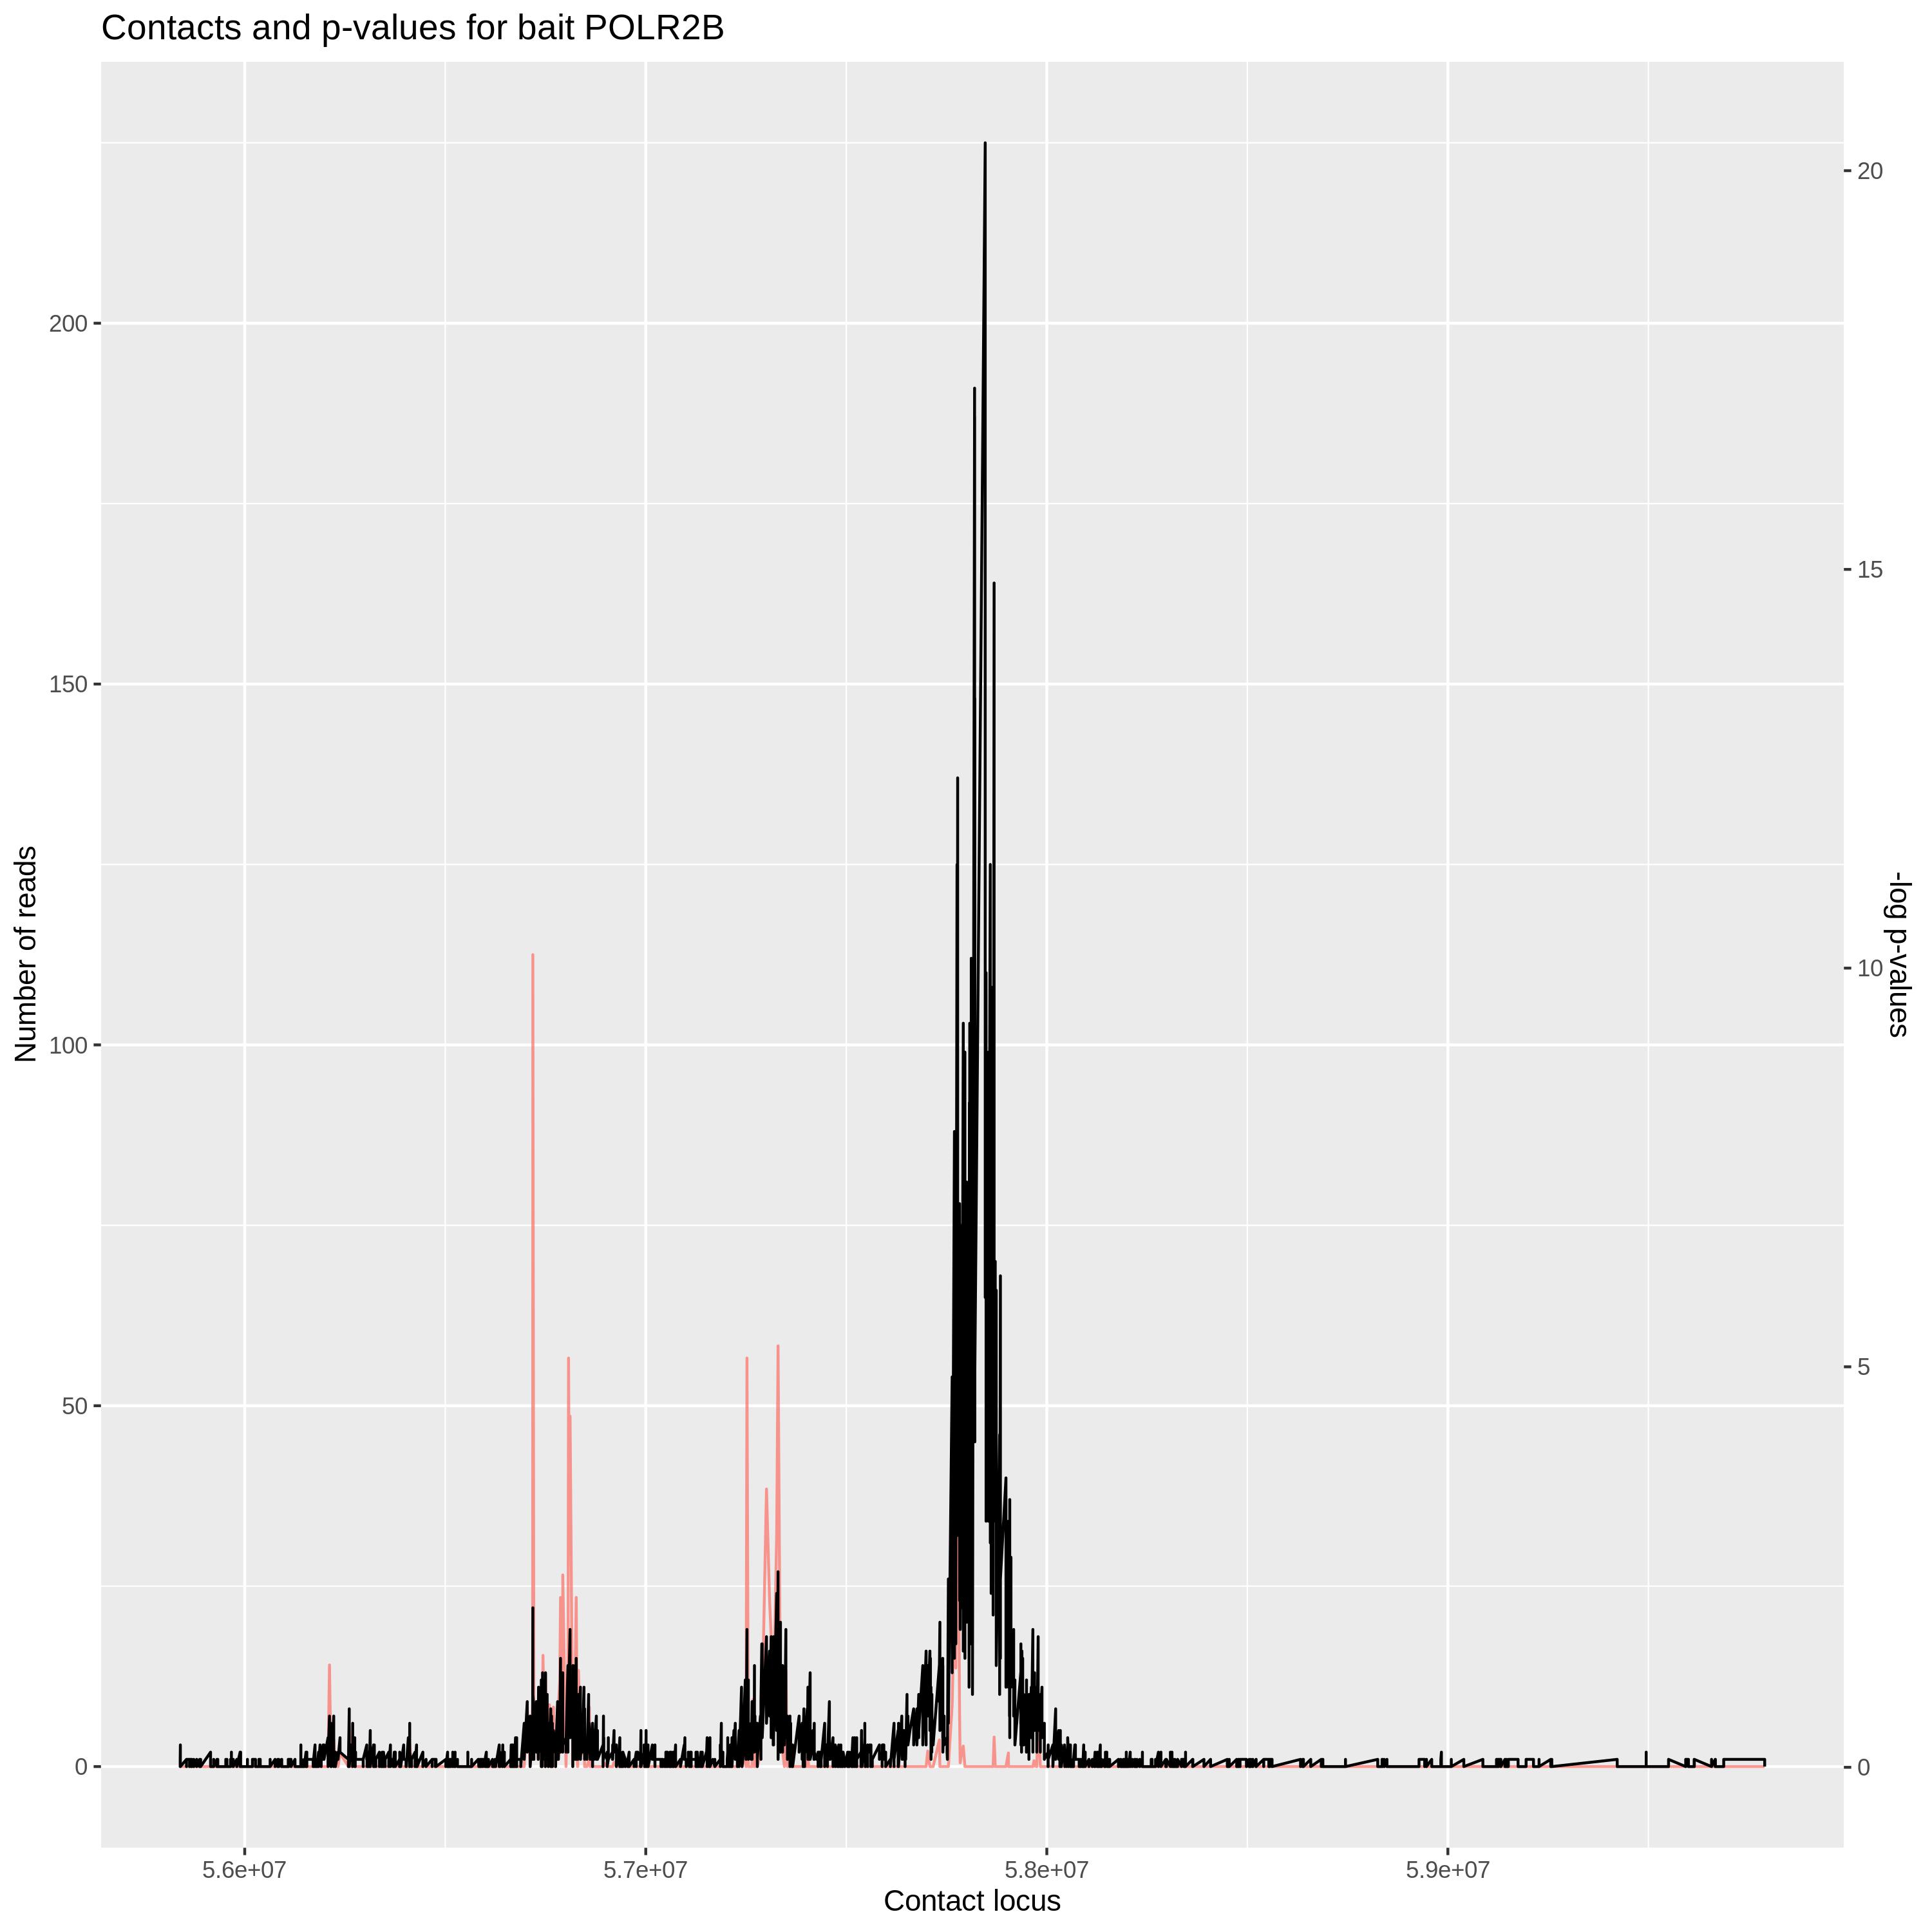 Contacts and p-values for bait POLR2B
Number of reads
200
150
100
50
0
20
15
10
5
0
-log p-values
5.6e+07
5.7e+07
5.8e+07
5.9e+07
Contact locus